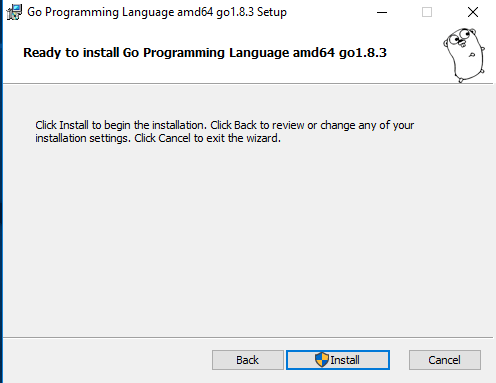 Go Programming Language amd64 go1.8.3 Setup
Ready to install Go Programming Language amd64 go1.8.3
Click Install to begin the installation. Click Back to review or change any of your
installation settings. Click Cancel to exit the wizard.
Back
Install
Cancel